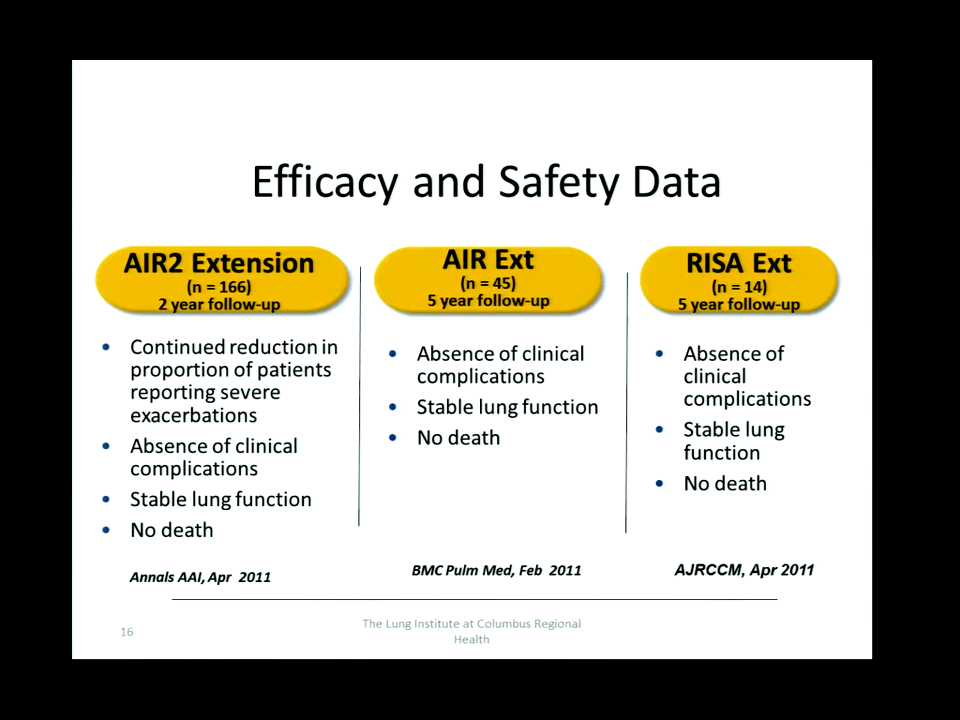 Efficacy and Safety Data
AIR2 Extension
(n = 166)
2 year follow-up
• Continued reduction in
proportion of patients
reporting severe
exacerbations
• Absence of clinical
complications
• Stable lung function
• No death
Annals AAI, Apr 2011
AIR Ext
(n = 45)
5 year follow-up
• Absence of clinical
complications
• Stable lung function
• No death
BMC Pulm Med, Feb 2011
RISA Ext
(n = 14)
5 year follow-up
• Absence of
clinical
complications
• Stable lung
function
• No death
AJRCCM, Apr 2011
16
The Lung Institute at Columbus Regional
Health